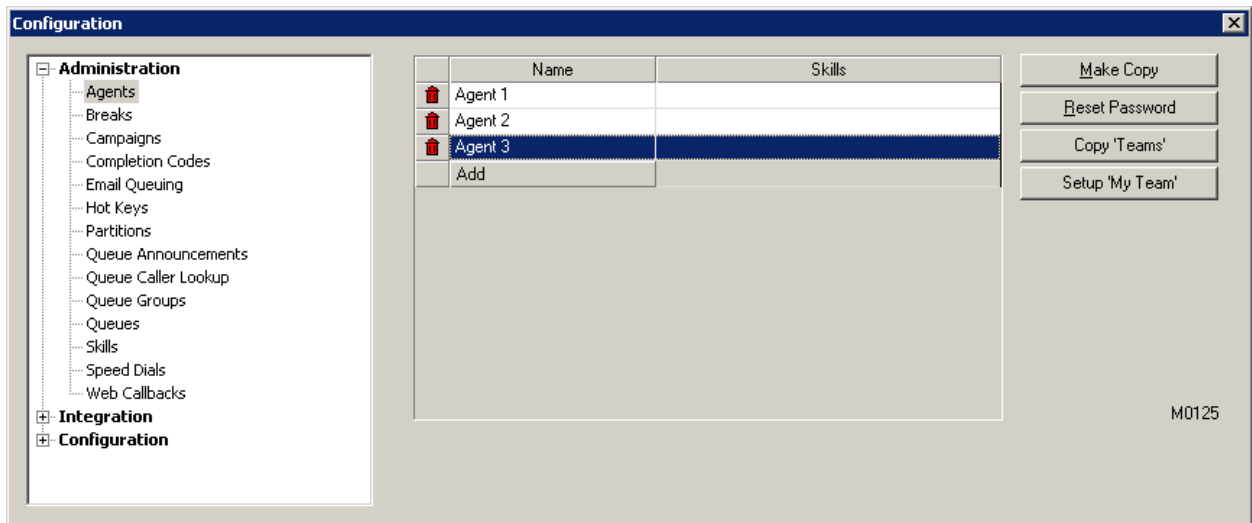 Configuration
Administration
Agents
Breaks
Campaigns
Completion Codes
Email Queuing
Hot Keys
Partitions
Queue Announcements
Queue Caller Lookup
Queue Groups
Queues
Skills
Speed Dials
Web Callbacks
Integration
Configuration
Name Skills
Agent 1
Agent 2
Agent 3
Add
Make Copy
Reset Password
Copy 'Teams'
Setup 'My Team'
M0125